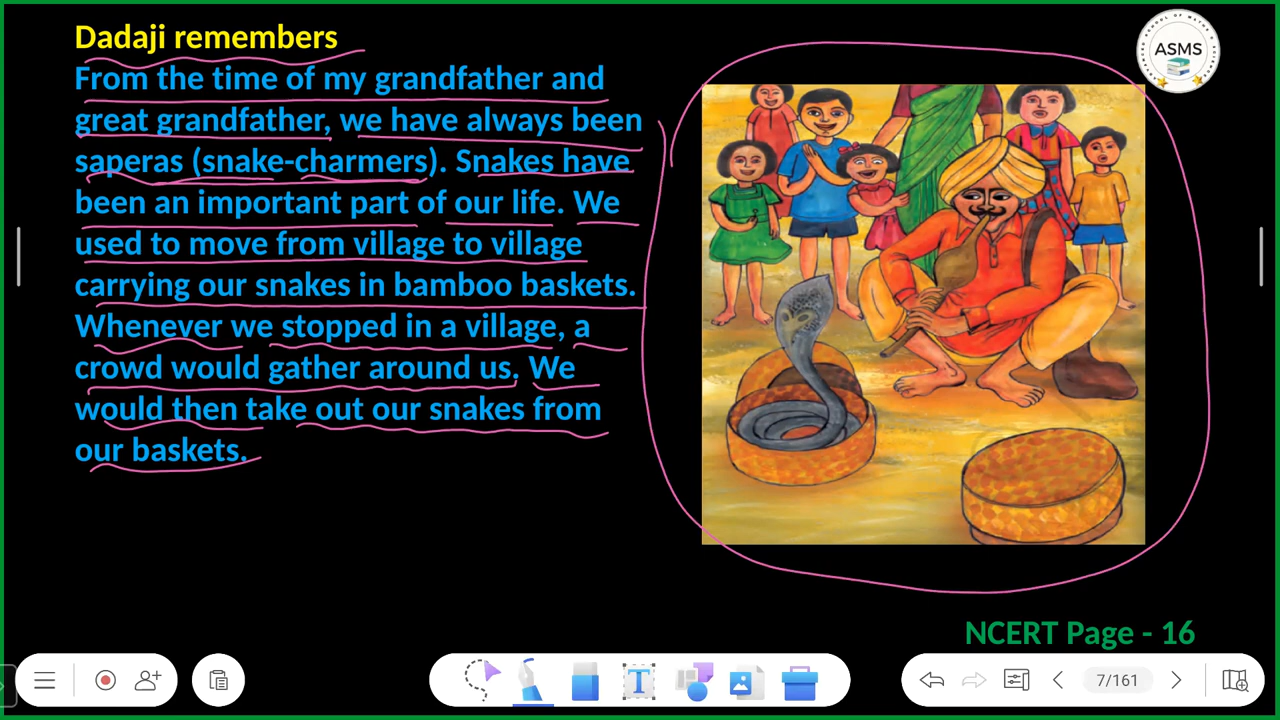 Dadaji remembers
From the time of my grandfather and
great grandfather, we have always been
saperas (snake-charmers). Snakes have
been an important part of our life. We
used to move from village to village
carrying our snakes in bamboo baskets.
Whenever we stopped in a village, a
crowd would gather around us. We
would then take out our snakes from
our baskets.
ASMS
NCERT Page - 16
7/161